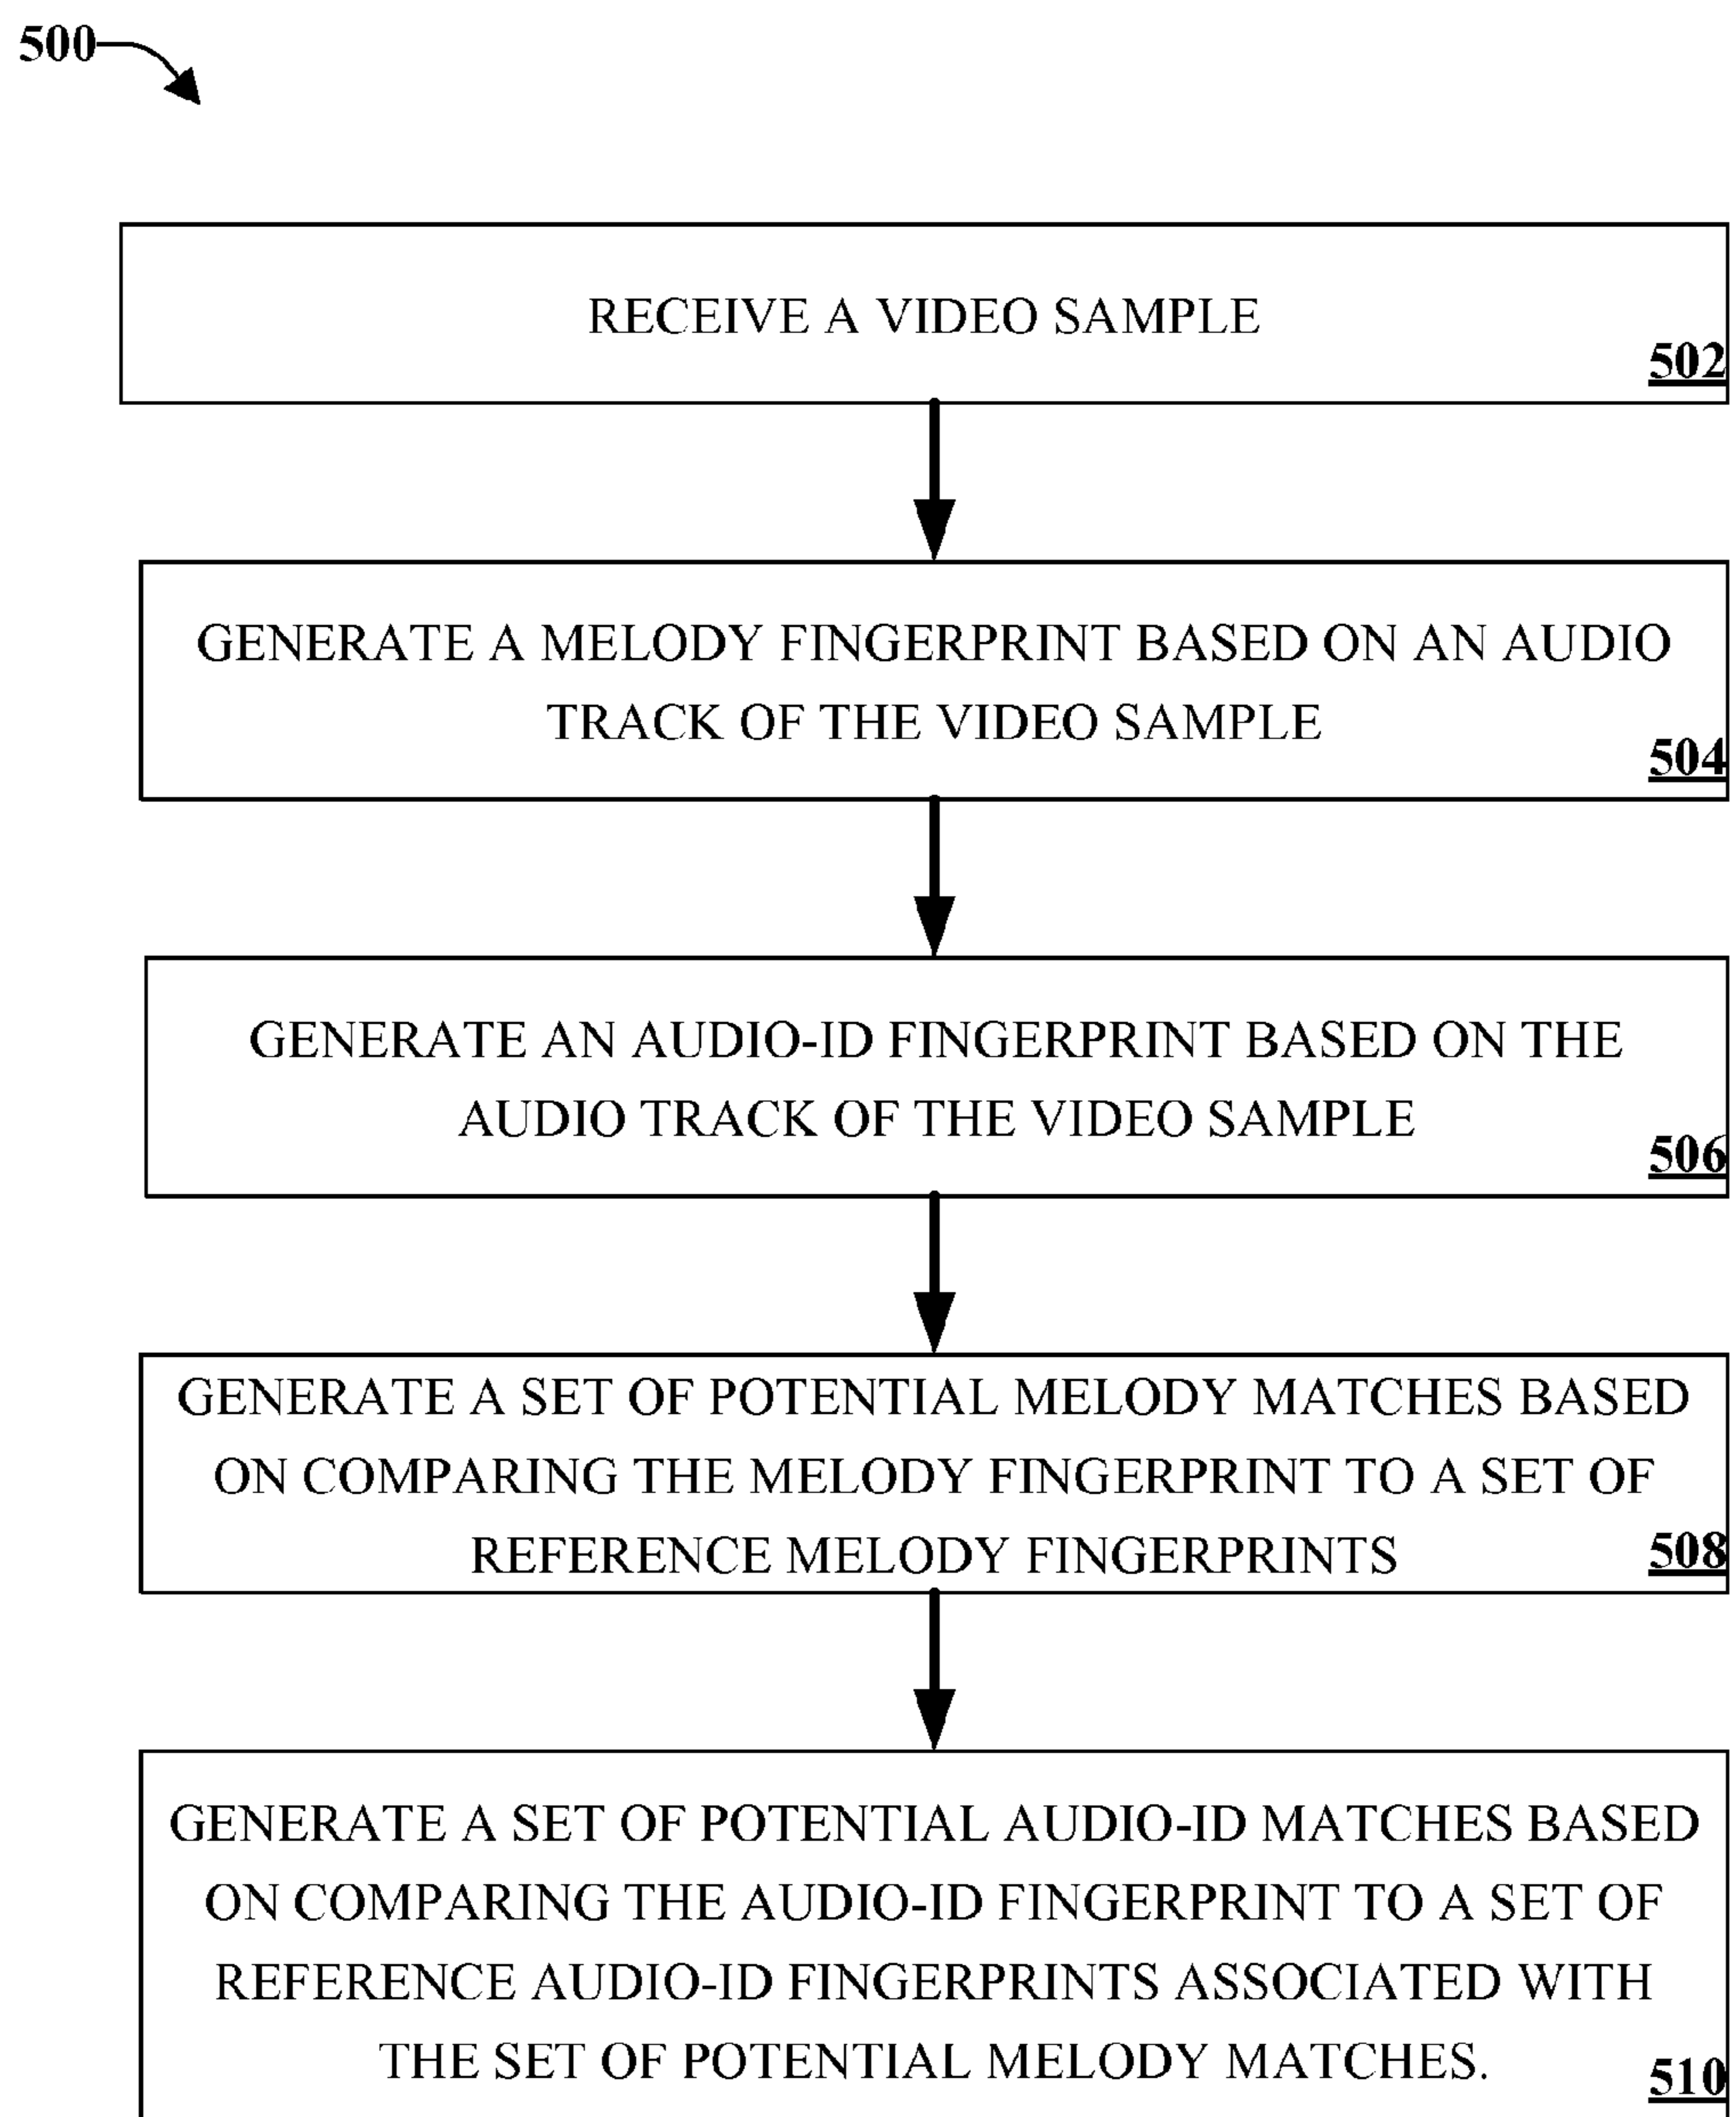 500
RECEIVE A VIDEO SAMPLE
502
GENERATE A MELODY FINGERPRINT BASED ON AN AUDIO
TRACK OF THE VIDEO SAMPLE
504
GENERATE AN AUDIO-ID FINGERPRINT BASED ON THE
AUDIO TRACK OF THE VIDEO SAMPLE
506
GENERATE A SET OF POTENTIAL MELODY MATCHES BASED
ON COMPARING THE MELODY FINGERPRINT TO A SET OF
REFERENCE MELODY FINGERPRINTS
508
GENERATE A SET OF POTENTIAL AUDIO-ID MATCHES BASED
ON COMPARING THE AUDIO-ID FINGERPRINT TO A SET OF
REFERENCE AUDIO-ID FINGERPRINTS ASSOCIATED WITH
THE SET OF POTENTIAL MELODY MATCHES.
510